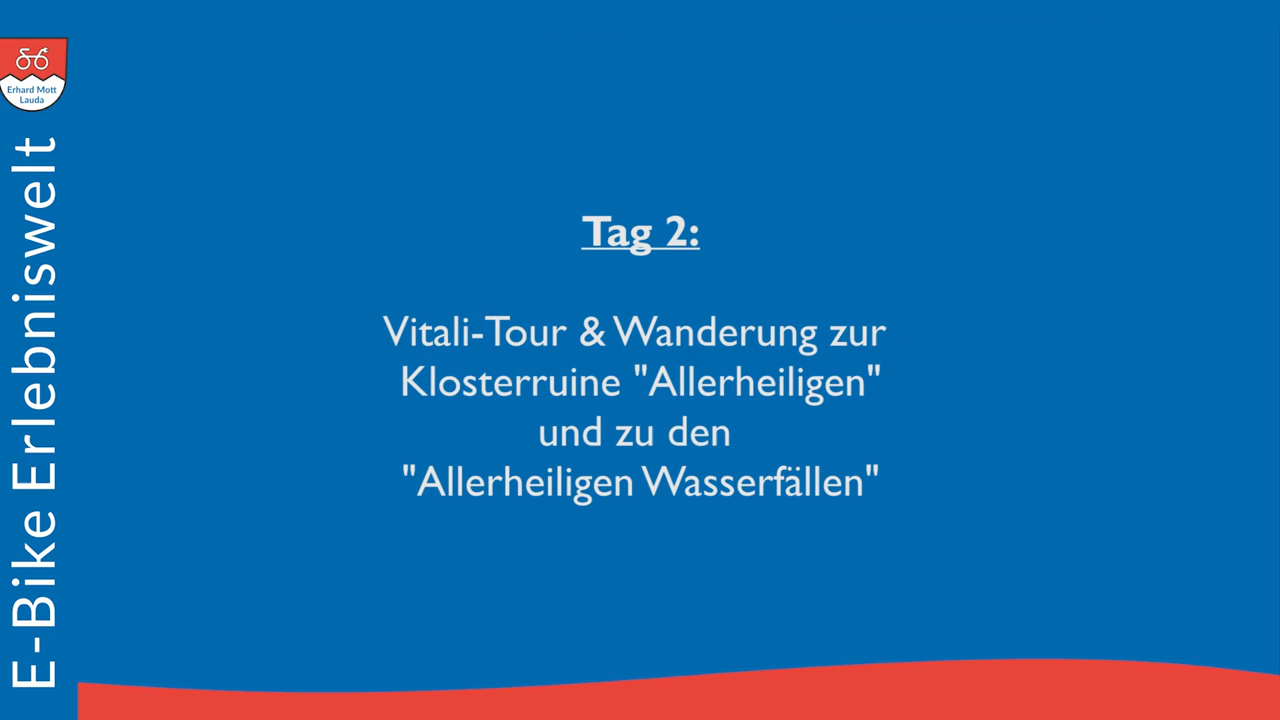 Erhard Mott
Lauda
E-Bike Erlebniswelt
Tag 2:
Vitali-Tour & Wanderung zur
Klosterruine "Allerheiligen"
und zu den
"Allerheiligen Wasserfällen"